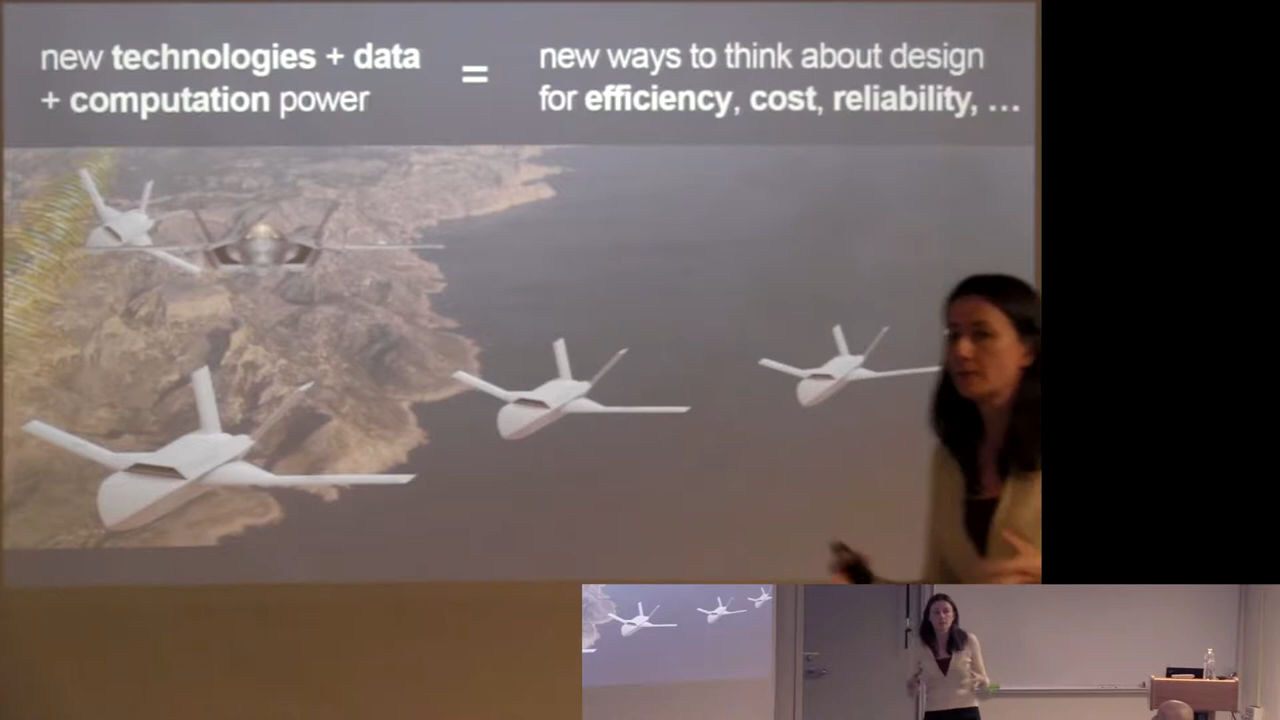 new technologies + data
+ computation power
=
new ways to think about design
for efficiency, cost, reliability, ...